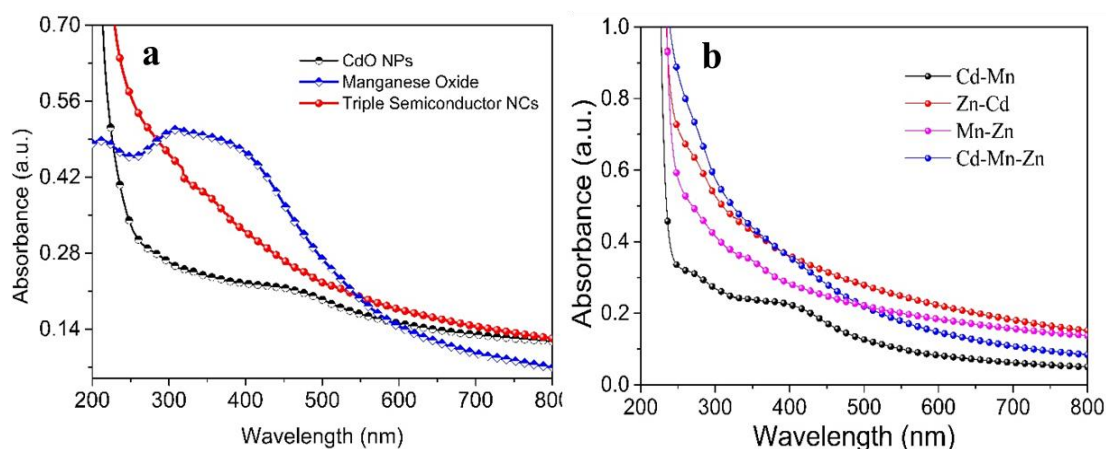 a
CdO NPs
Manganese Oxide
Triple Semiconductor NCs
Absorbance (a.u.)
0.70
0.56
0.42
0.28
0.14
200 300 400 500 600 700 800
Wavelength (nm)
b
Cd-Mn
Zn-Cd
Mn-Zn
Cd-Mn-Zn
Absorbance (a.u.)
1.0
0.8
0.6
0.4
0.2
0.0
200 300 400 500 600 700 800
Wavelength (nm)